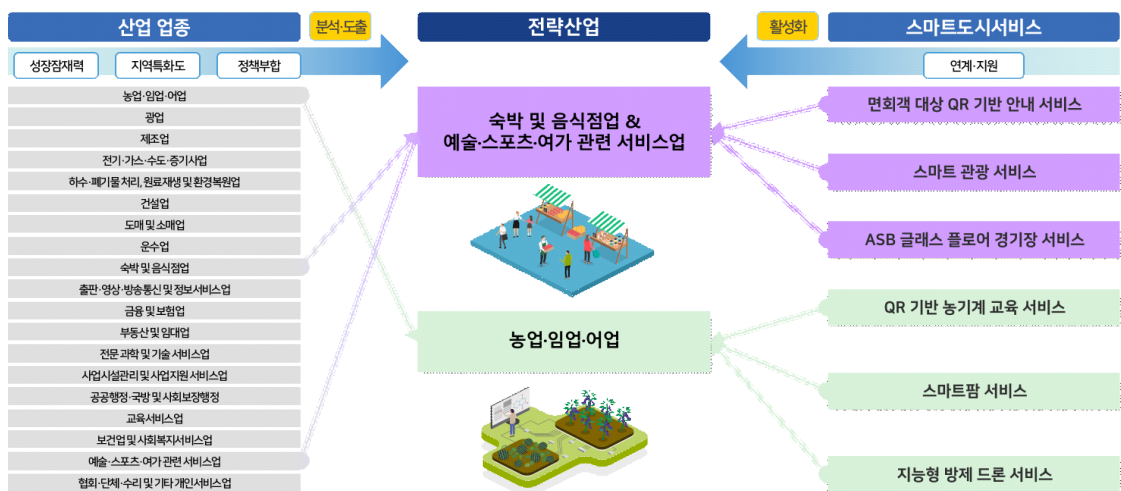 산업 업종
분석·도출
전략산업
활성화
스마트도시서비스
성장잠재력
지역특화도
정책부합
연계·지원
농업·임업·어업
광업
제조업
전기·가스·수도·증기사업
하수·폐기물 처리, 원료재생 및 환경복원업
건설업
도매 및 소매업
운수업
숙박 및 음식점업
출판·영상·방송통신 및 정보서비스업
금융 및 보험업
부동산 및 임대업
전문 과학 및 기술 서비스업
사업시설관리 및 사업지원 서비스업
공공행정·국방 및 사회보장행정
교육서비스업
보건업 및 사회복지서비스업
예술·스포츠·여가 관련 서비스업
협회·단체·수리 및 기타 개인서비스업
숙박 및 음식점업 &
예술·스포츠·여가 관련 서비스업
농업·임업·어업
면회객 대상 QR 기반 안내 서비스
스마트 관광 서비스
ASB 글래스 플로어 경기장 서비스
QR 기반 농기계 교육 서비스
스마트팜 서비스
지능형 방제 드론 서비스